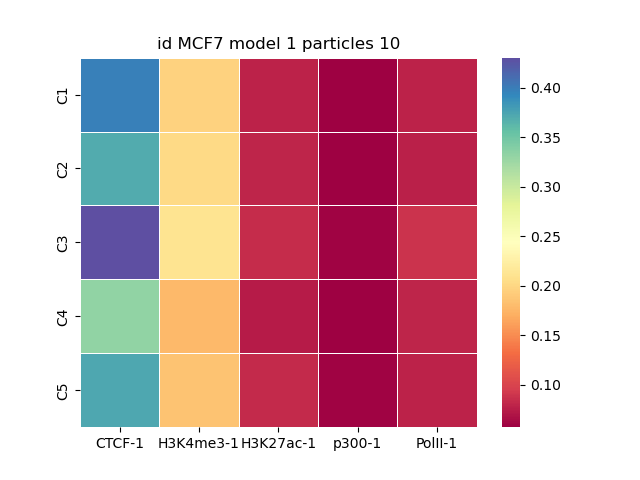 id MCF7 model 1 particles 10
C1
C2
C3
C4
C5
CTCF-1 H3K4me3-1 H3K27ac-1 p300-1 PolII-1
0.40
0.35
0.30
0.25
0.20
0.15
0.10